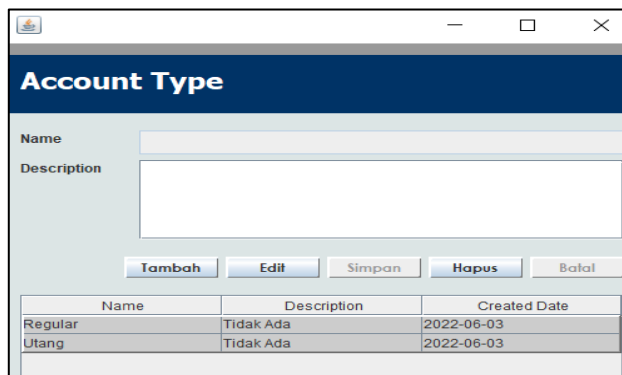 Account Type
Name
Description
Tambah Edit Simpan Hapus Batal
Name Description Created Date
Regular Tidak Ada 2022-06-03
Utang Tidak Ada 2022-06-03